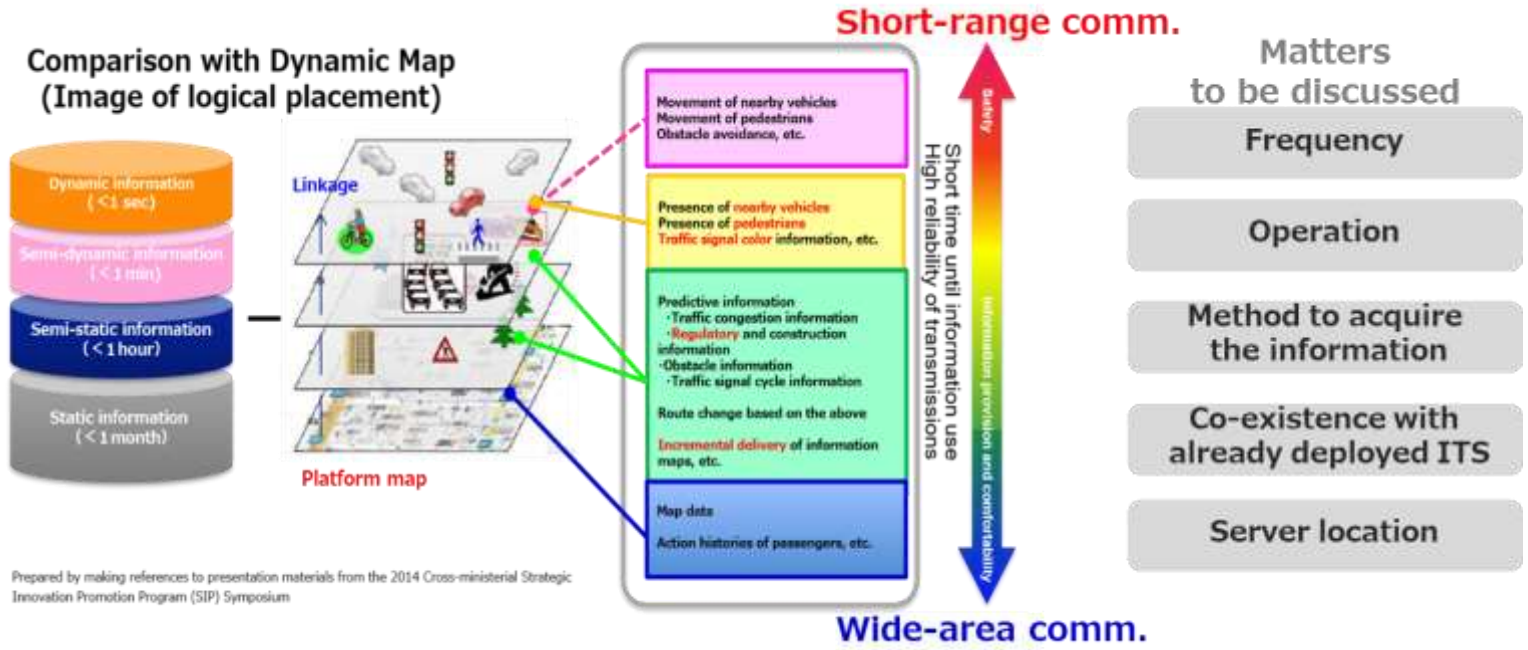 Comparison with Dynamic Map
(Image of logical placement)
Dynamic information
(<1 sec)
Semi-dynamic information
(<1 min)
Semi-static information
(<1 hour)
Static information
(<1 month)
Linkage
Platform map
Prepared by making references to presentation materials from the 2014 Cross-ministerial Strategic
Innovation Promotion Program (SIP) Symposium
Short-range comm.
Movement of nearby vehicles
Movement of pedestrians
Obstacle avoidance, etc.
Presence of nearby vehicles
Presence of pedestrians
Traffic signal color information, etc.
Predictive information
・Traffic congestion information
・Regulatory and construction
information
・Obstacle information
・Traffic signal cycle information
Route change based on the above
Incremental delivery of information
maps, etc.
Map data
Action histories of passengers, etc.
Short time until information use
High reliability of transmissions
Safety
Information provision and comfortability
Wide-area comm.
Matters
to be discussed
Frequency
Operation
Method to acquire
the information
Co-existence with
already deployed ITS
Server location